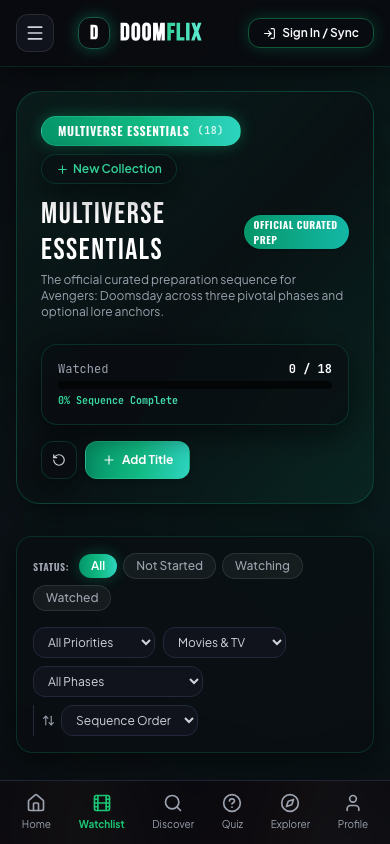 D DOOMFLIX Sign In / Sync
MULTIVERSE ESSENTIALS (18)
+ New Collection
MULTIVERSE
ESSENTIALS
OFFICIAL CURATED
PREP
The official curated preparation sequence for
Avengers: Doomsday across three pivotal phases and
optional lore anchors.
Watched 0 / 18
0% Sequence Complete
+ Add Title
STATUS: All Not Started Watching
Watched
All Priorities Movies & TV
All Phases
Sequence Order
Home Watchlist Discover Quiz Explorer Profile